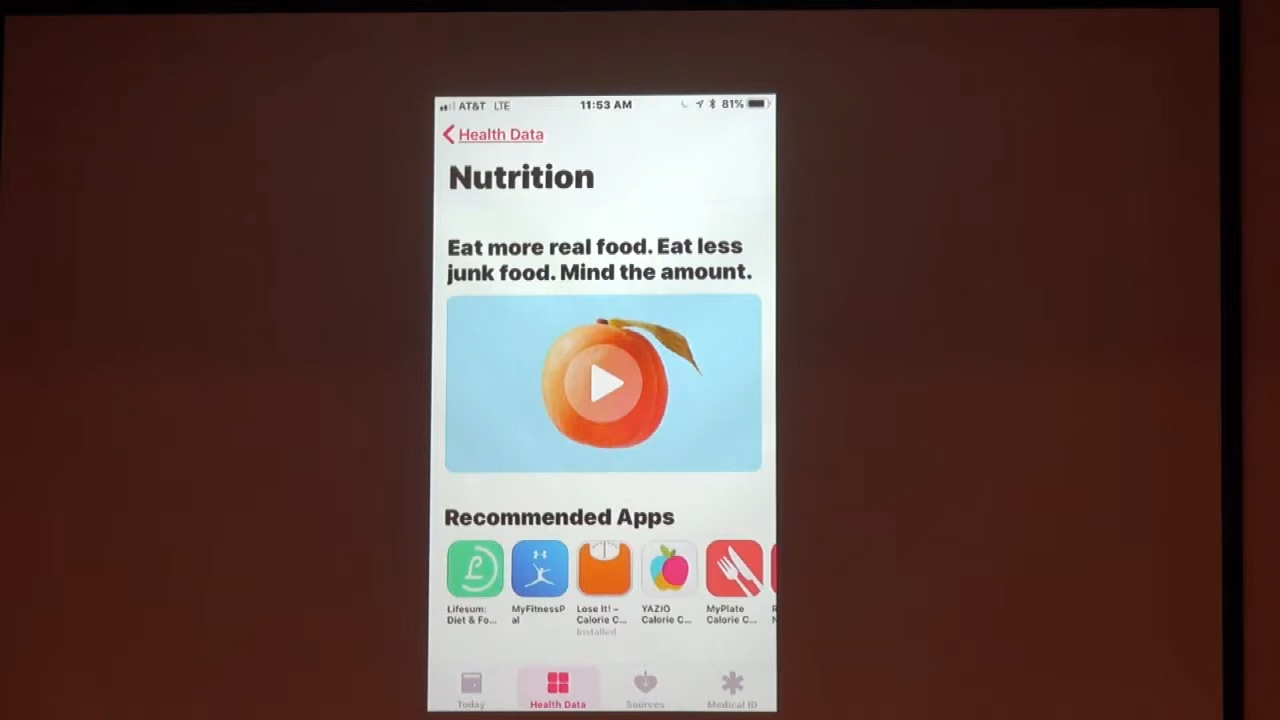 AT&T LTE 11:53 AM 81%
Health Data
Nutrition
Eat more real food. Eat less
junk food. Mind the amount.
Recommended Apps
Lifesum: MyFitnessP Lose It! – YAZIO MyPlate
Diet & Fo... al Calorie C... Calorie C... Calorie C...
Installed
Today Health Data Sources Medical ID